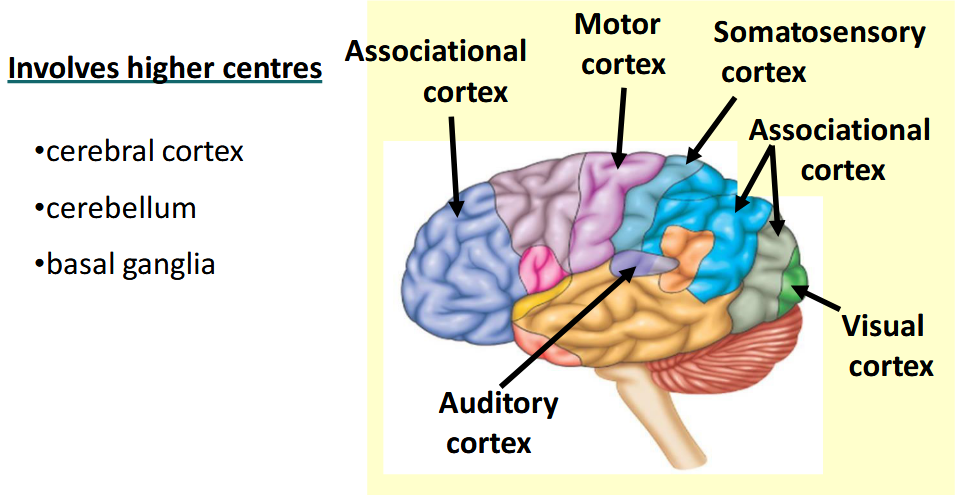 Involves higher centres
•cerebral cortex
•cerebellum
•basal ganglia
Associational
cortex
Motor
cortex
Somatosensory
cortex
Associational
cortex
Visual
cortex
Auditory
cortex